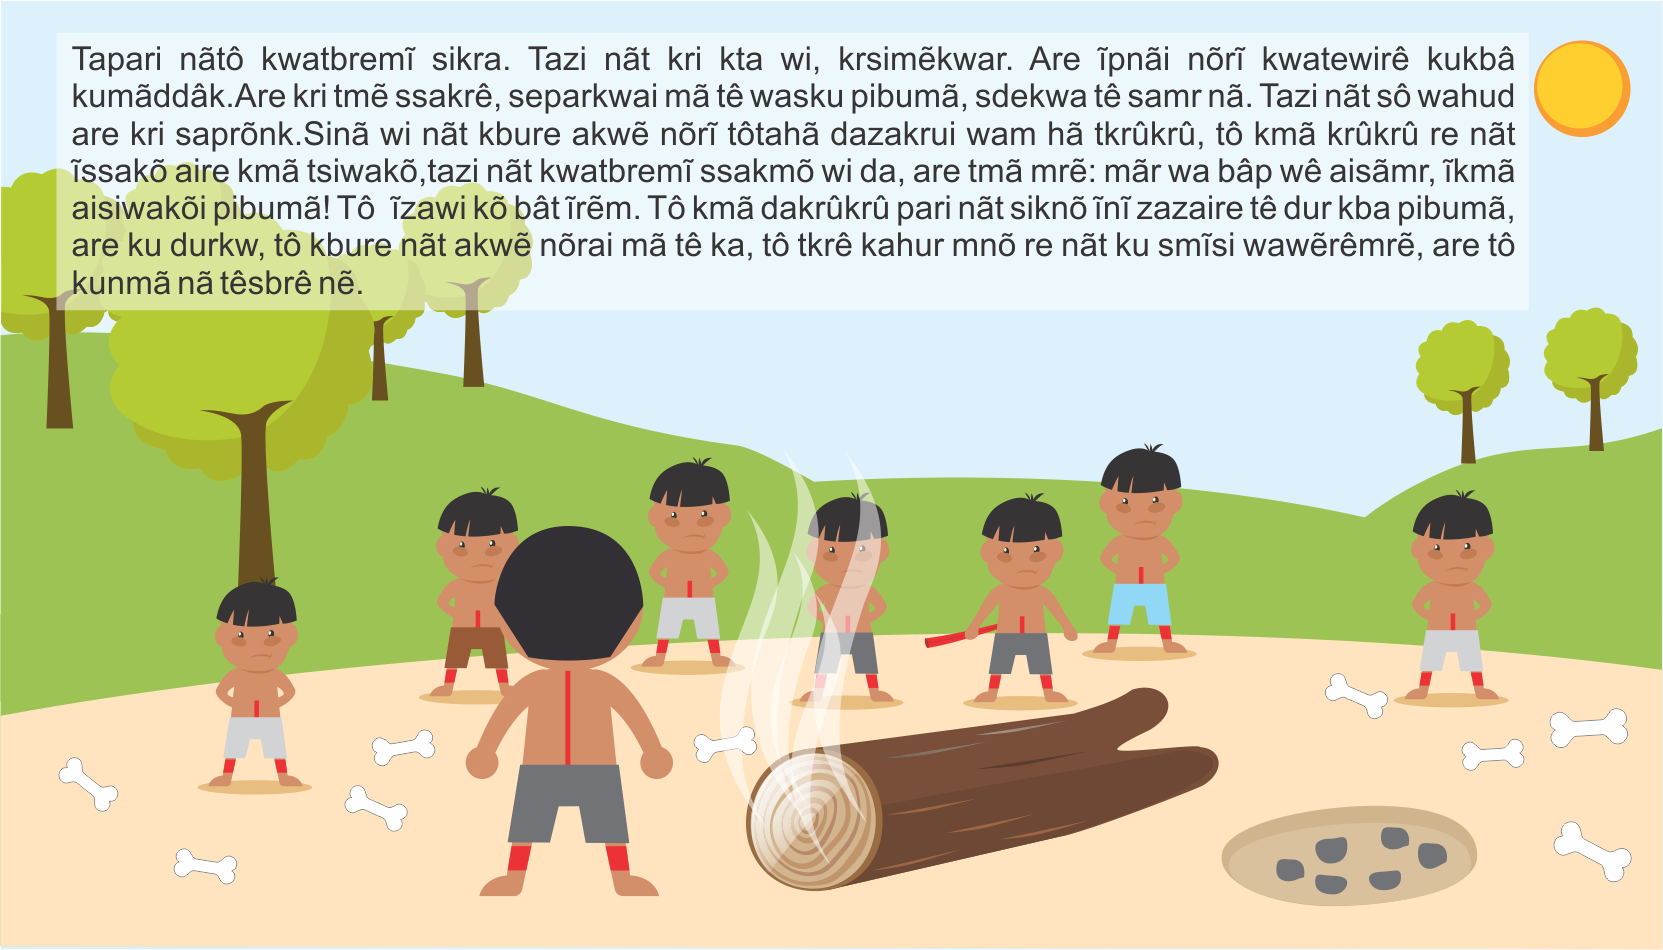 Tapari nãtô kwatbremĩ sikra. Tazi nãt kri kta wi, krsimẽkwar. Are ĩpnãi nõrĩ kwatewirê kukbâ
kumãddâk.Are kri tmẽ ssakrê, separkwai mã tê wasku pibumã, sdekwa tê samr nã. Tazi nãt sô wahud
are kri saprõnk.Sinã wi nãt kbure akwẽ nõrĩ tôtahã dazakrui wam hã tkrûkrû, tô kmã krûkrû re nãt
ĩssakõ aire kmã tsiwakõ,tazi nãt kwatbremĩ ssakmõ wi da, are tmã mrẽ: mãr wa bâp wê aisãmr, ĩkmã
aisiwakõi pibumã! Tô ĩzawi kõ bât ĩrẽm. Tô kmã dakrûkrû pari nãt siknõ ĩnĩ zazaire tê dur kba pibumã,
are ku durkw, tô kbure nãt akwẽ nõrai mã tê ka, tô tkrê kahur mnõ re nãt ku smĩsi wawẽrêmrẽ, are tô
kunmã nã têsbrê nẽ.